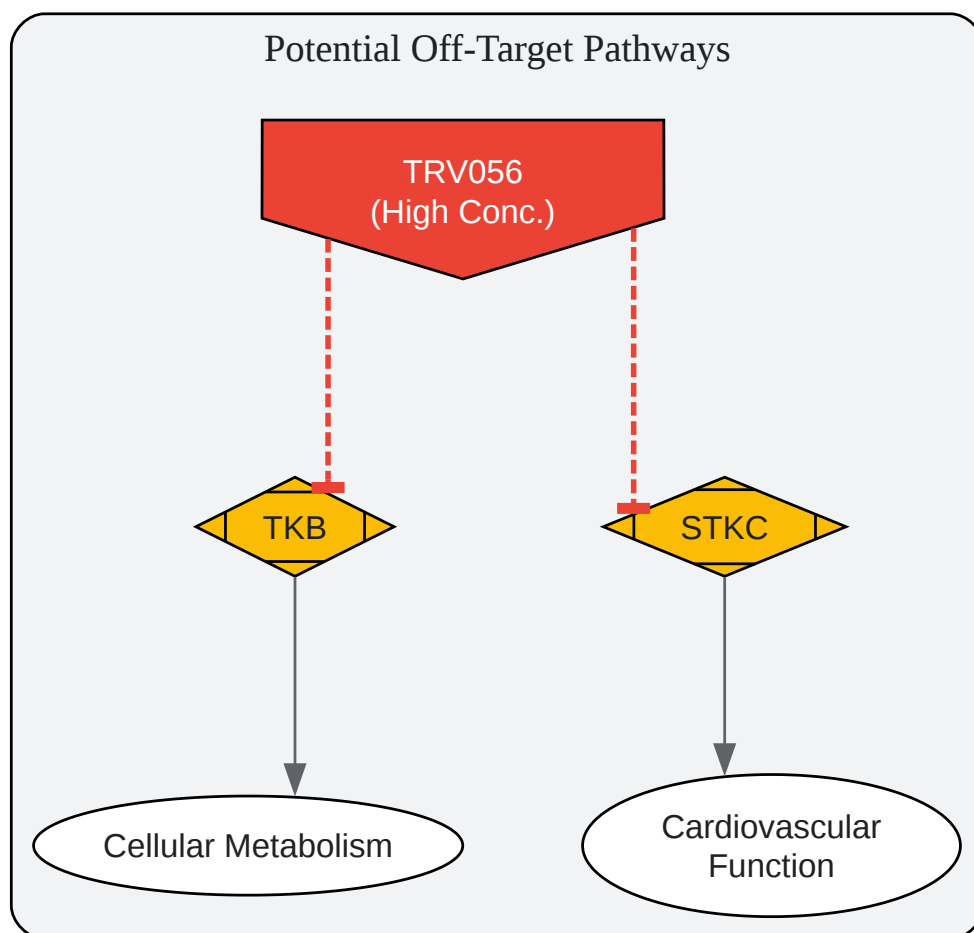 Potential Off-Target Pathways
TRV056
(High Conc.)
TKB
STKC
Cellular Metabolism
Cardiovascular
Function